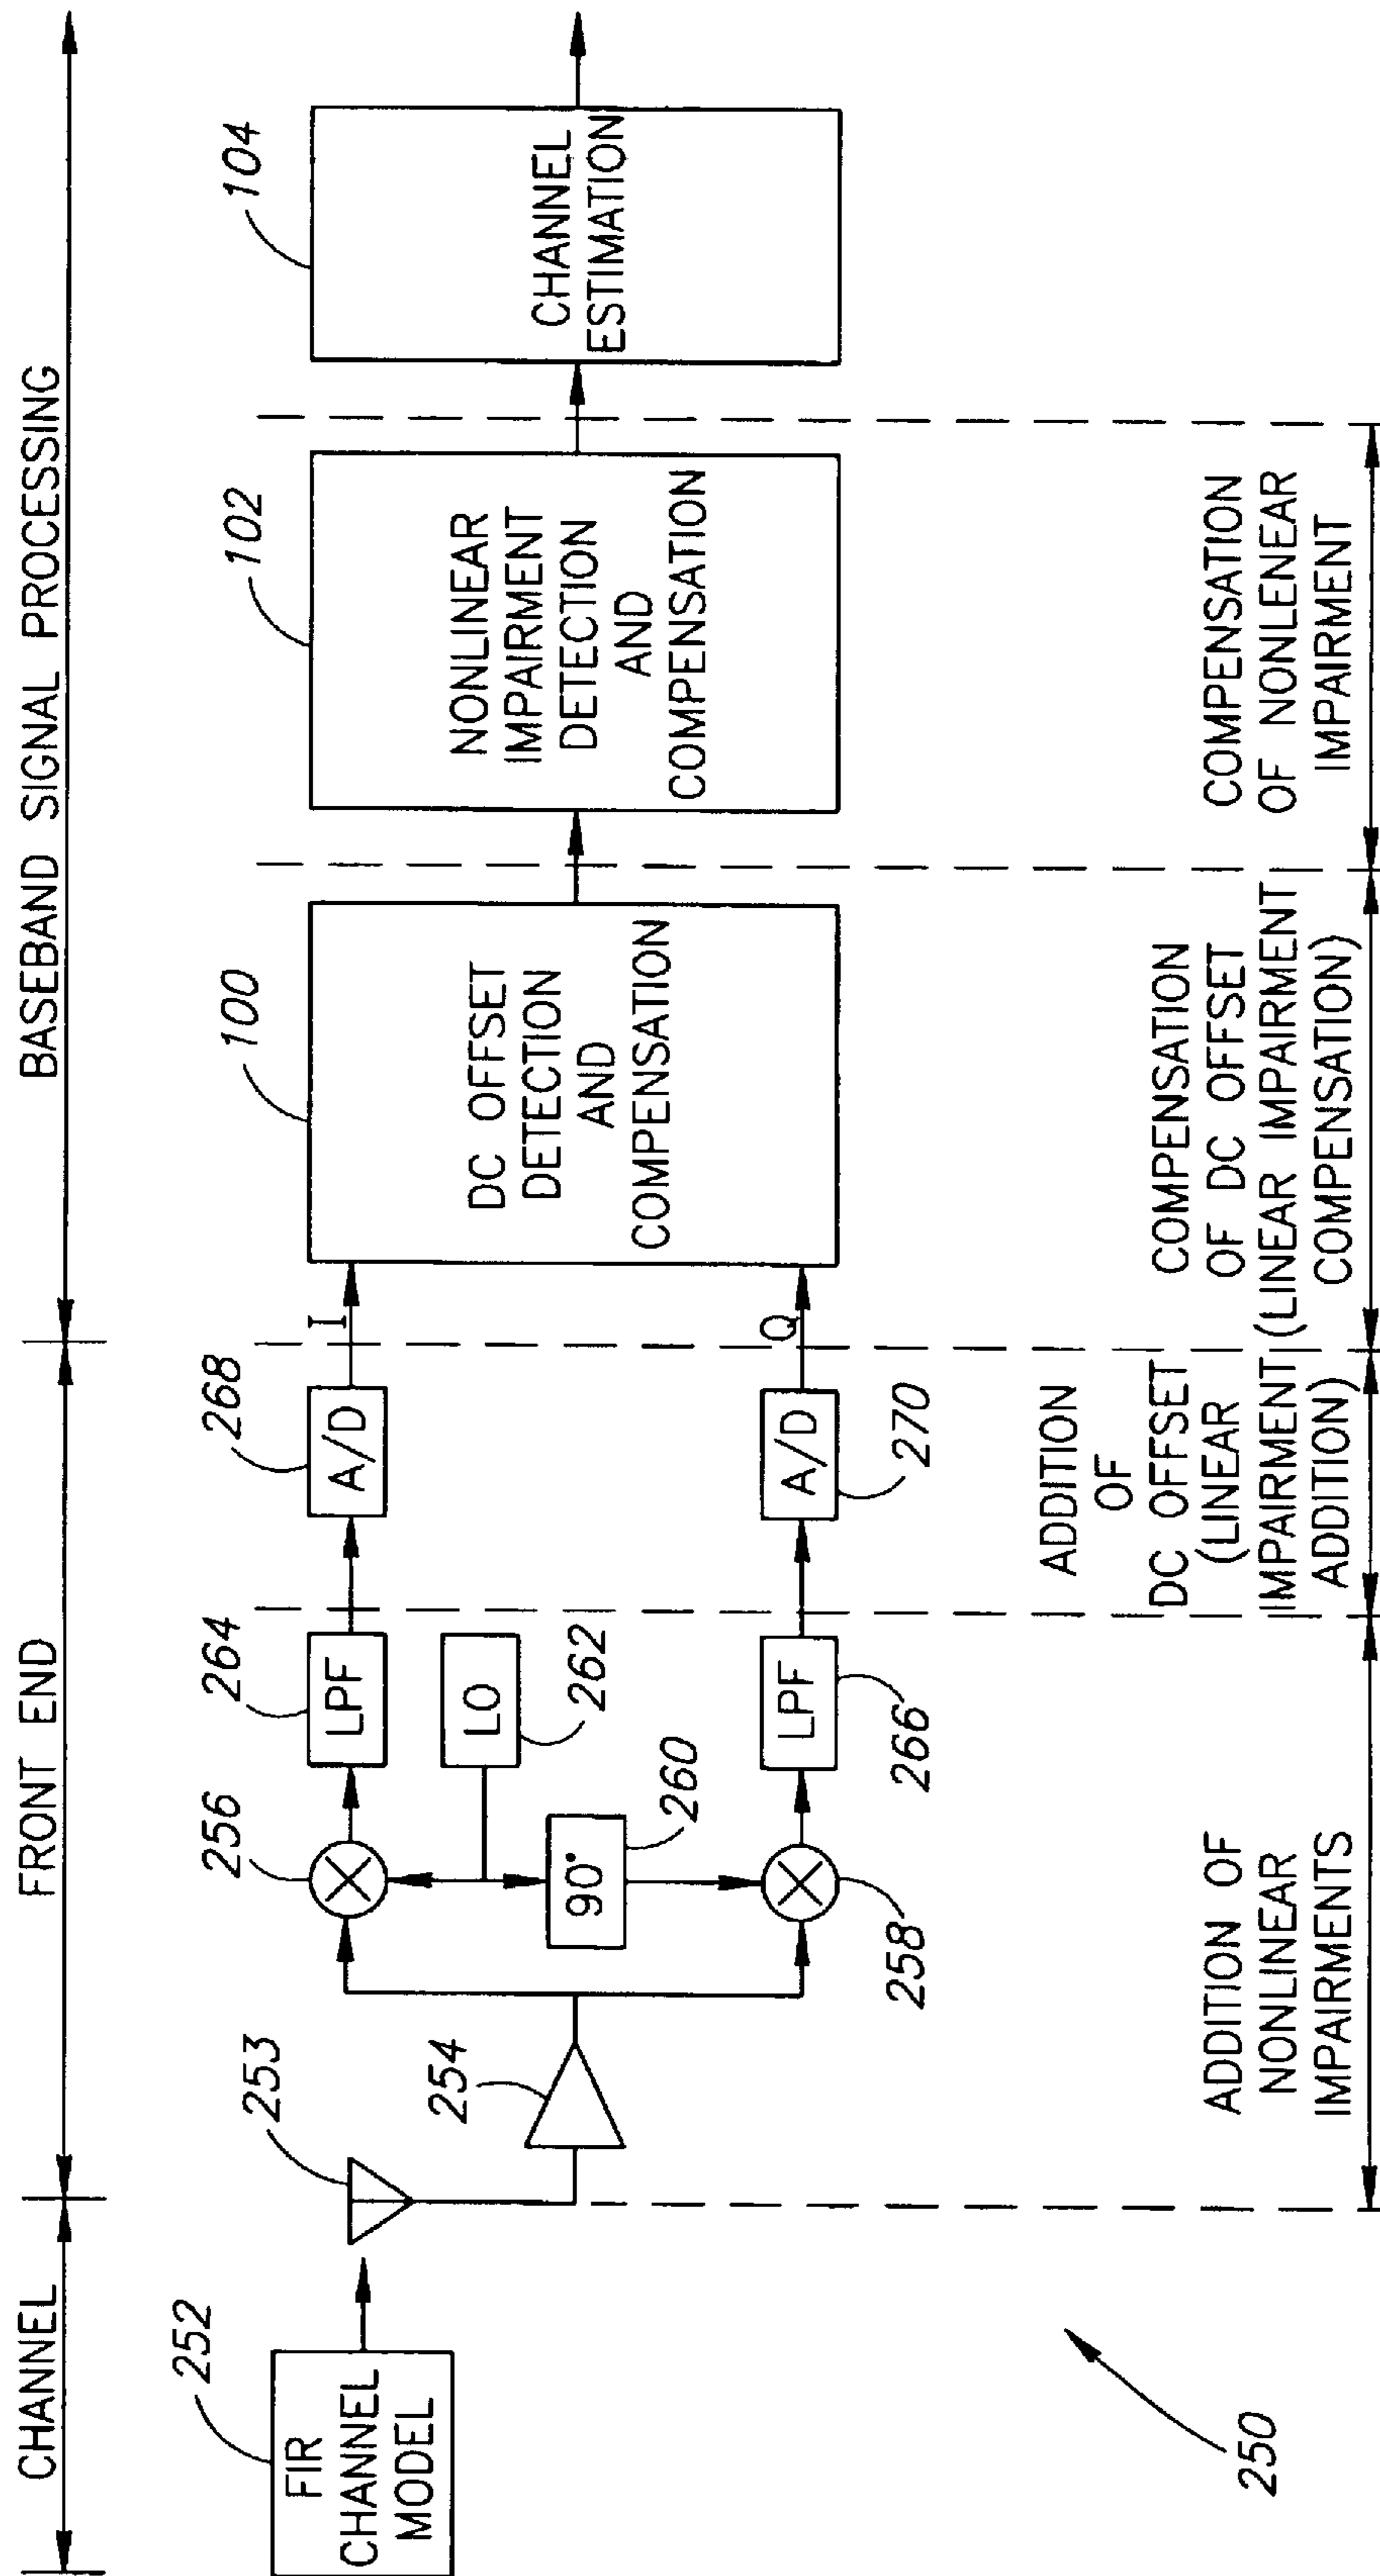 CHANNEL
FRONT END
BASEBAND SIGNAL PROCESSING
252
FIR
CHANNEL
MODEL
253
254
256
258
90°
260
LO
262
LPF
264
LPF
266
A/D
268
A/D
270
I
Q
100
DC OFFSET
DETECTION
AND
COMPENSATION
102
NONLINEAR
IMPAIRMENT
DETECTION
AND
COMPENSATION
104
CHANNEL
ESTIMATION
ADDITION OF
NONLINEAR
IMPAIRMENTS
ADDITION
OF
DC OFFSET
(LINEAR
IMPAIRMENT
ADDITION)
COMPENSATION
OF DC OFFSET
(LINEAR IMPAIRMENT
COMPENSATION)
COMPENSATION
OF NONLENEAR
IMPAIRMENT
250